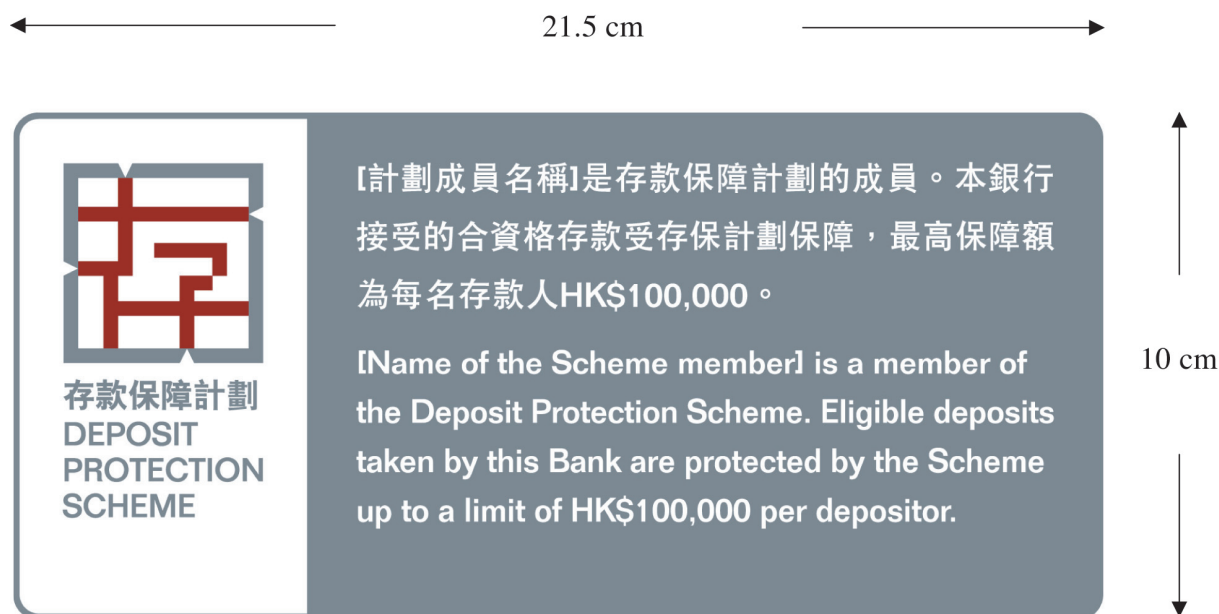 21.5 cm
[計劃成員名稱]是存款保障計劃的成員。本銀行
接受的合資格存款受存保計劃保障，最高保障額
為每名存款人HK$100,000。
[Name of the Scheme member] is a member of
the Deposit Protection Scheme. Eligible deposits
taken by this Bank are protected by the Scheme
up to a limit of HK$100,000 per depositor.
存
存款保障計劃
DEPOSIT
PROTECTION
SCHEME
10 cm